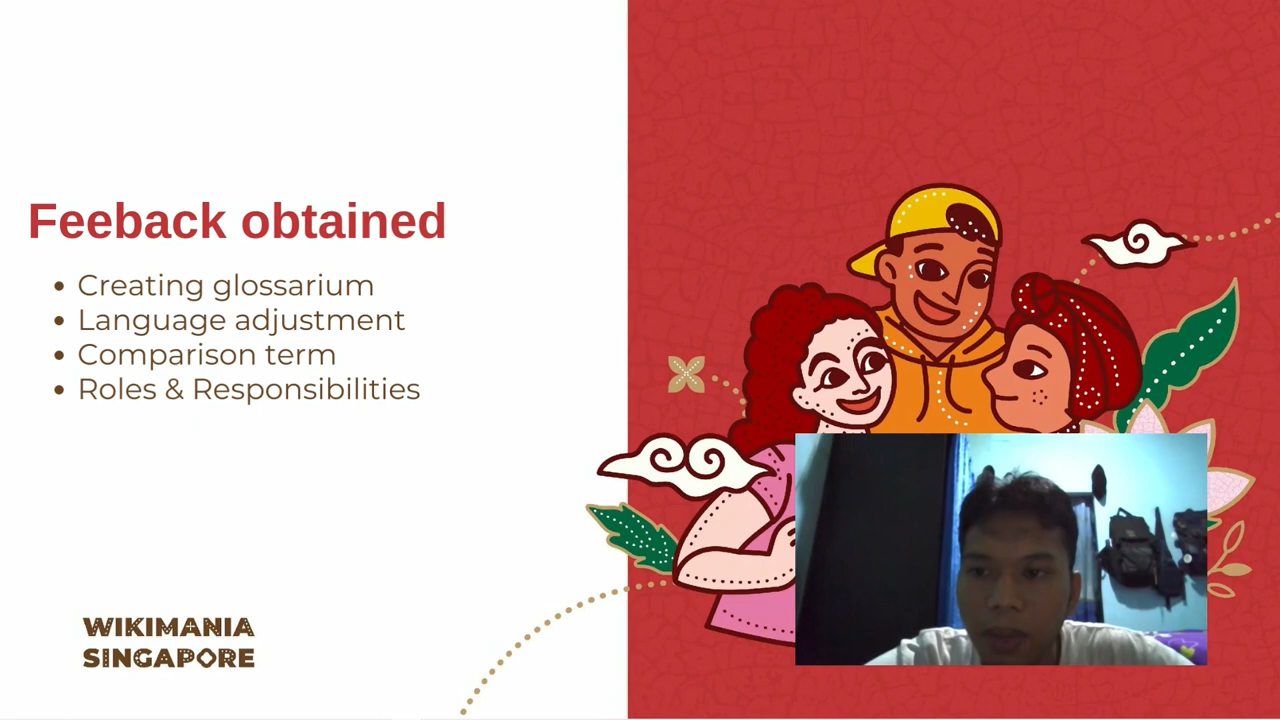 Feeback obtained
Creating glossarium
Language adjustment
Comparison term
Roles & Responsibilities
WIKIMANIA
SINGAPORE